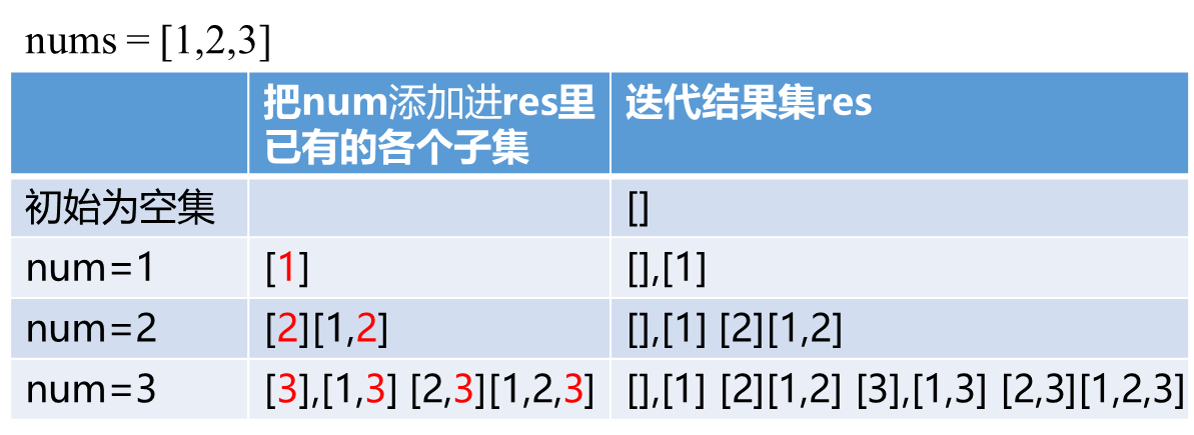 nums = [1,2,3]
把num添加进res里
已有的各个子集
迭代结果集res
初始为空集
[]
num=1
[1]
[],[1]
num=2
[2][1,2]
[],[1] [2][1,2]
num=3
[3],[1,3] [2,3][1,2,3]
[],[1] [2][1,2] [3],[1,3] [2,3][1,2,3]